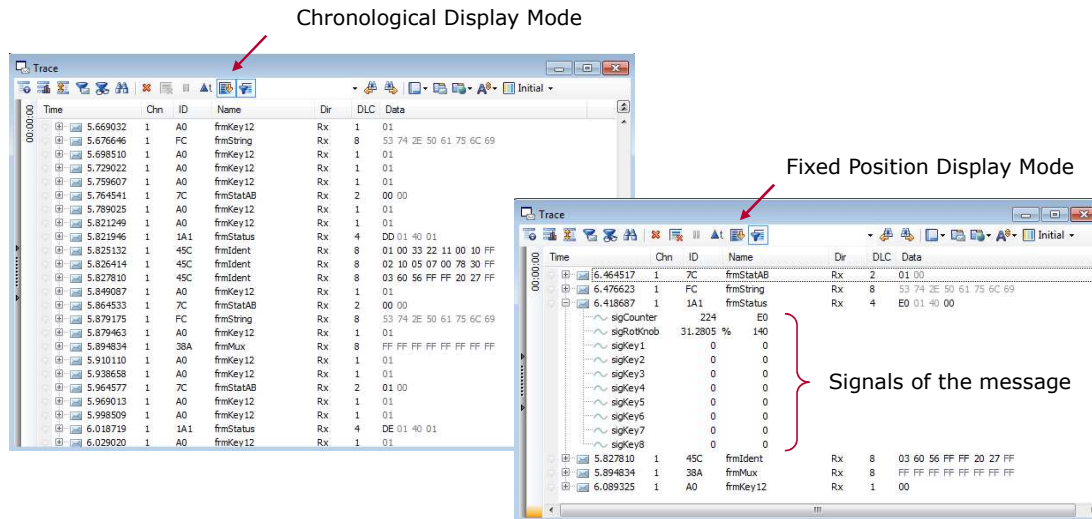 Chronological Display Mode
Trace
Initial
00:00:00
Time Chn ID Name Dir DLC Data
5.669032 1 A0 frmKey12 Rx 1 01
5.676646 1 FC frmString Rx 8 53 74 2E 50 61 75 6C 69
5.698510 1 A0 frmKey12 Rx 1 01
5.729022 1 A0 frmKey12 Rx 1 01
5.759607 1 A0 frmKey12 Rx 1 01
5.764541 1 7C frmStatAB Rx 2 00 00
5.789025 1 A0 frmKey12 Rx 1 01
5.821249 1 A0 frmKey12 Rx 1 01
5.821946 1 1A1 frmStatus Rx 4 DD 01 40 01
5.825132 1 45C frmIdent Rx 8 01 00 33 22 11 00 10 FF
5.826414 1 45C frmIdent Rx 8 02 10 05 07 00 78 30 FF
5.827810 1 45C frmIdent Rx 8 03 60 56 FF FF 20 27 FF
5.849087 1 A0 frmKey12 Rx 1 01
5.864533 1 7C frmStatAB Rx 2 00 00
5.879175 1 FC frmString Rx 8 53 74 2E 50 61 75 6C 69
5.879463 1 A0 frmKey12 Rx 1 01
5.894834 1 38A frmMux Rx 8 FF FF FF FF FF FF FF FF
5.910110 1 A0 frmKey12 Rx 1 01
5.938658 1 A0 frmKey12 Rx 1 01
5.964577 1 7C frmStatAB Rx 2 01 00
5.969013 1 A0 frmKey12 Rx 1 01
5.998509 1 A0 frmKey12 Rx 1 01
6.018719 1 1A1 frmStatus Rx 4 DE 01 40 01
6.029020 1 A0 frmKey12 Rx 1 01
Fixed Position Display Mode
Trace
Initial
00:00:00
Time Chn ID Name Dir DLC Data
6.464517 1 7C frmStatAB Rx 2 01 00
6.476623 1 FC frmString Rx 8 53 74 2E 50 61 75 6C 69
6.418687 1 1A1 frmStatus Rx 4 E0 01 40 00
sigCounter 224 E0
sigRotKnob 31.2805 % 140
sigKey1 0 0
sigKey2 0 0
sigKey3 0 0
sigKey4 0 0
sigKey5 0 0
sigKey6 0 0
sigKey7 0 0
sigKey8 0 0
Signals of the message
5.827810 1 45C frmIdent Rx 8 03 60 56 FF FF 20 27 FF
5.894834 1 38A frmMux Rx 8 FF FF FF FF FF FF FF FF
6.089325 1 A0 frmKey12 Rx 1 00